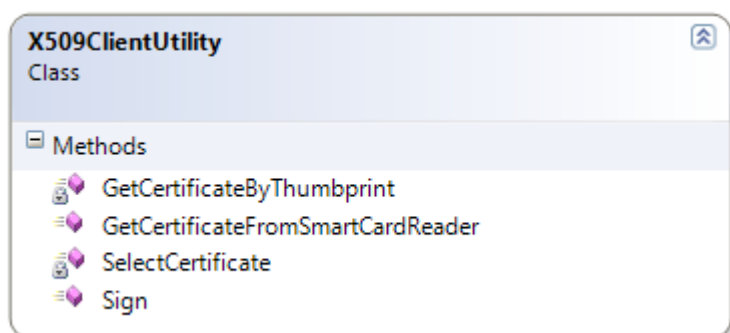 X509ClientUtility
Class
Methods
GetCertificateByThumbprint
GetCertificateFromSmartCardReader
SelectCertificate
Sign